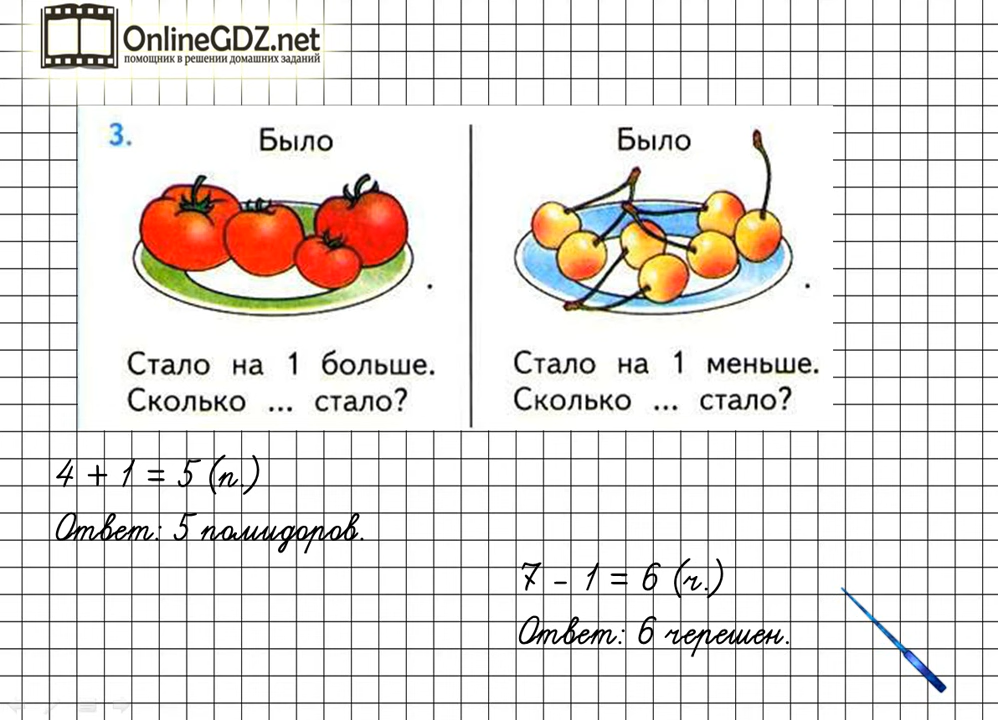 OnlineGDZ.net
помощник в решении домашних заданий
3.
Было
.
Стало на 1 больше.
Сколько ... стало?
Было
.
Стало на 1 меньше.
Сколько ... стало?
4 + 1 = 5 (п.)
Ответ: 5 помидоров.
7 - 1 = 6 (ч.)
Ответ: 6 черешен.